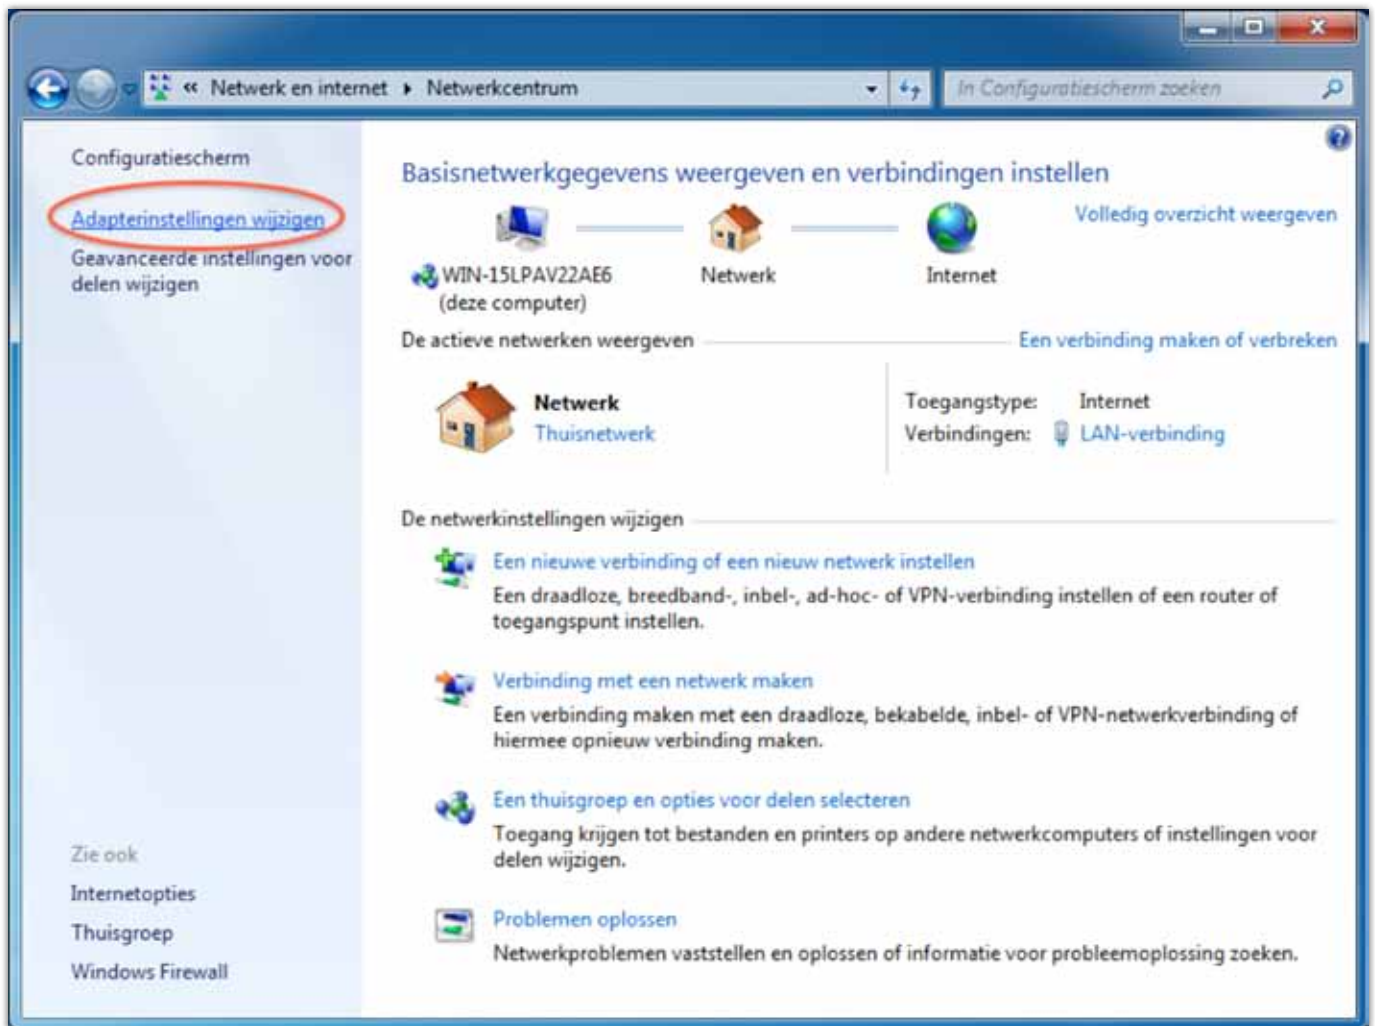 « Netwerk en internet ▸ Netwerkcentrum
In Configuratiescherm zoeken
Configuratiescherm
Adapterinstellingen wijzigen
Geavanceerde instellingen voor
delen wijzigen
Basisnetwerkgegevens weergeven en verbindingen instellen
Volledig overzicht weergeven
WIN-15LPAV22AE6
(deze computer)
Netwerk
Internet
De actieve netwerken weergeven
Een verbinding maken of verbreken
Netwerk
Thuisnetwerk
Toegangstype: Internet
Verbindingen: LAN-verbinding
De netwerkinstellingen wijzigen
Een nieuwe verbinding of een nieuw netwerk instellen
Een draadloze, breedband-, inbel-, ad-hoc- of VPN-verbinding instellen of een router of
toegangspunt instellen.
Verbinding met een netwerk maken
Een verbinding maken met een draadloze, bekabelde, inbel- of VPN-netwerkverbinding of
hiermee opnieuw verbinding maken.
Een thuisgroep en opties voor delen selecteren
Toegang krijgen tot bestanden en printers op andere netwerkcomputers of instellingen voor
delen wijzigen.
Problemen oplossen
Netwerkproblemen vaststellen en oplossen of informatie voor probleemoplossing zoeken.
Zie ook
Internetopties
Thuisgroep
Windows Firewall